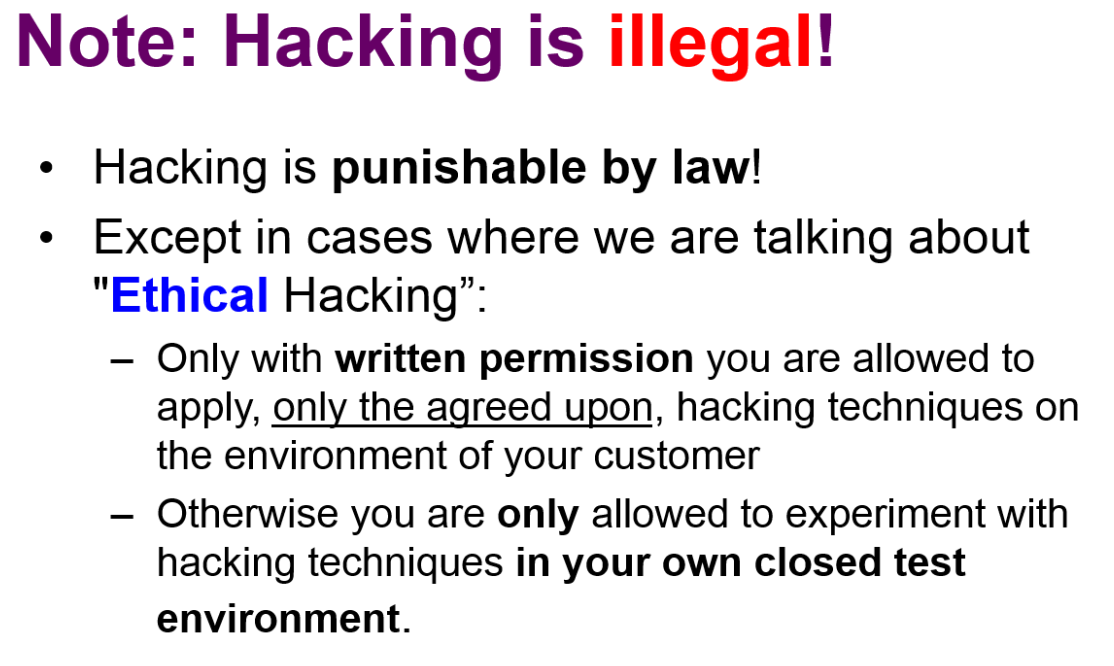 Note: Hacking is illegal!
• Hacking is punishable by law!
• Except in cases where we are talking about
"Ethical Hacking”:
– Only with written permission you are allowed to
apply, only the agreed upon, hacking techniques on
the environment of your customer
– Otherwise you are only allowed to experiment with
hacking techniques in your own closed test
environment.